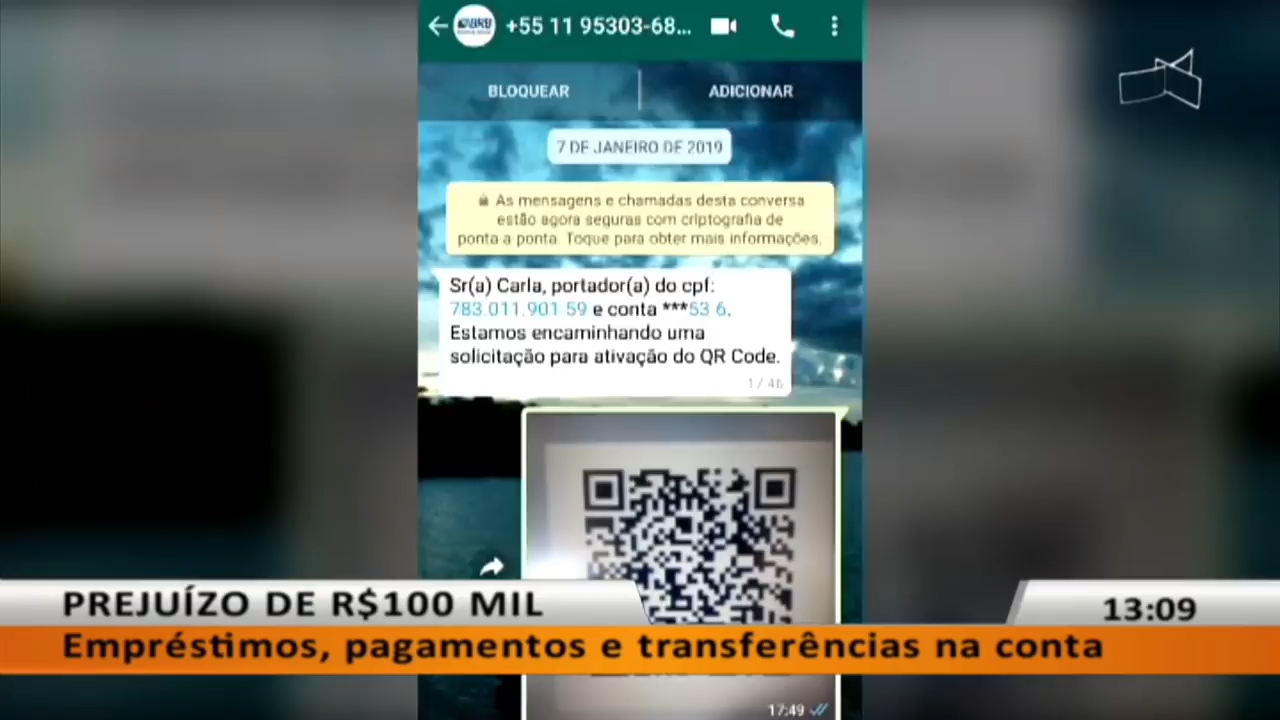 BRB
+55 11 95303-68...
BLOQUEAR
ADICIONAR
7 DE JANEIRO DE 2019
As mensagens e chamadas desta conversa
estão agora seguras com criptografia de
ponta a ponta. Toque para obter mais informações.
Sr(a) Carla, portador(a) do cpf:
783.011.901 59 e conta ***53 6.
Estamos encaminhando uma
solicitação para ativação do QR Code.
17:46
PREJUÍZO DE R$100 MIL
13:09
Empréstimos, pagamentos e transferências na conta
17:49